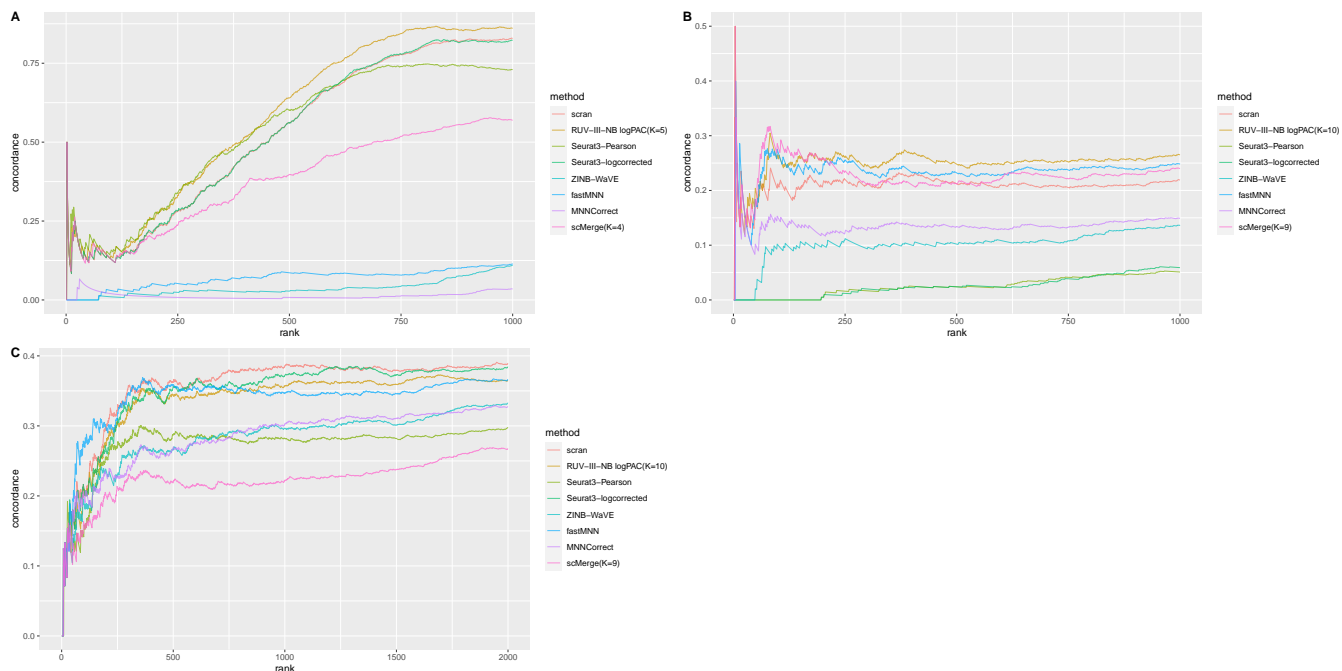 A
concordance
0.75
0.50
0.25
0.00
0
250
500
750
1000
rank
method
scran
RUV−III−NB logPAC(K=5)
Seurat3−Pearson
Seurat3−logcorrected
ZINB−WaVE
fastMNN
MNNCorrect
scMerge(K=4)
B
concordance
0.5
0.4
0.3
0.2
0.1
0.0
0
250
500
750
1000
rank
method
scran
RUV−III−NB logPAC(K=10)
Seurat3−Pearson
Seurat3−logcorrected
ZINB−WaVE
fastMNN
MNNCorrect
scMerge(K=9)
C
concordance
0.4
0.3
0.2
0.1
0.0
0
500
1000
1500
2000
rank
method
scran
RUV−III−NB logPAC(K=10)
Seurat3−Pearson
Seurat3−logcorrected
ZINB−WaVE
fastMNN
MNNCorrect
scMerge(K=9)